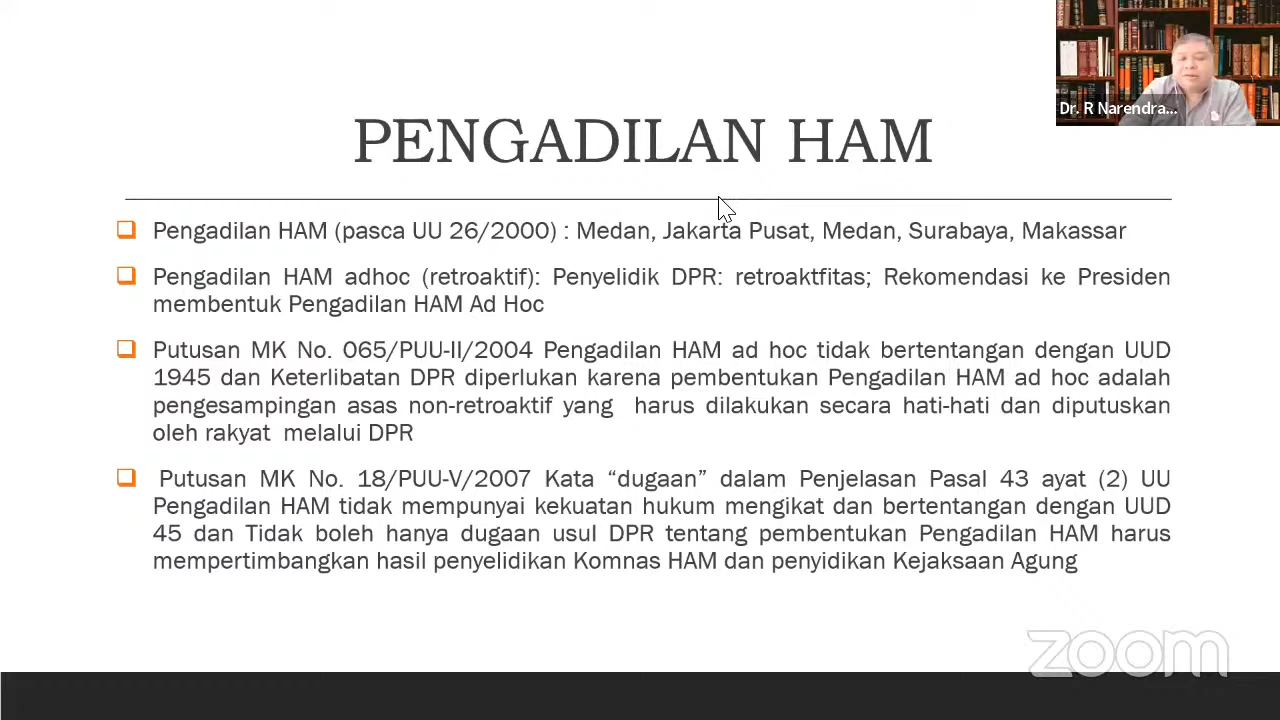 Dr. R Narendra...
PENGADILAN HAM
Pengadilan HAM (pasca UU 26/2000) : Medan, Jakarta Pusat, Medan, Surabaya, Makassar
Pengadilan HAM adhoc (retroaktif): Penyelidik DPR: retroaktfitas; Rekomendasi ke Presiden
membentuk Pengadilan HAM Ad Hoc
Putusan MK No. 065/PUU-II/2004 Pengadilan HAM ad hoc tidak bertentangan dengan UUD
1945 dan Keterlibatan DPR diperlukan karena pembentukan Pengadilan HAM ad hoc adalah
pengesampingan asas non-retroaktif yang harus dilakukan secara hati-hati dan diputuskan
oleh rakyat melalui DPR
Putusan MK No. 18/PUU-V/2007 Kata “dugaan” dalam Penjelasan Pasal 43 ayat (2) UU
Pengadilan HAM tidak mempunyai kekuatan hukum mengikat dan bertentangan dengan UUD
45 dan Tidak boleh hanya dugaan usul DPR tentang pembentukan Pengadilan HAM harus
mempertimbangkan hasil penyelidikan Komnas HAM dan penyidikan Kejaksaan Agung
zoom